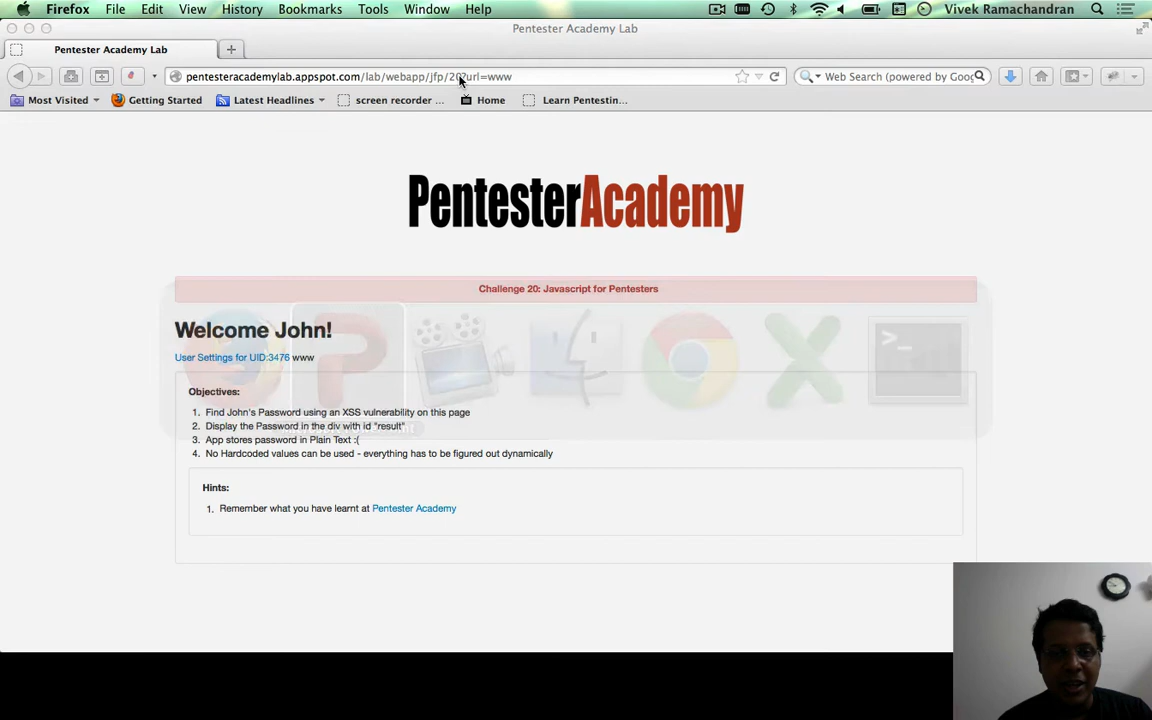 Firefox File Edit View History Bookmarks Tools Window Help Vivek Ramachandran
Pentester Academy Lab
Pentester Academy Lab
pentesteracademylab.appspot.com/lab/webapp/jfp/20?url=www Web Search (powered by Goog
Most Visited Getting Started Latest Headlines screen recorder ... Home Learn Pentestin...
PentesterAcademy
Challenge 20: Javascript for Pentesters
Welcome John!
User Settings for UID:3476 www
Objectives:
1. Find John's Password using an XSS vulnerability on this page
2. Display the Password in the div with id "result"
3. App stores password in Plain Text :(
4. No Hardcoded values can be used - everything has to be figured out dynamically
Hints:
1. Remember what you have learnt at Pentester Academy